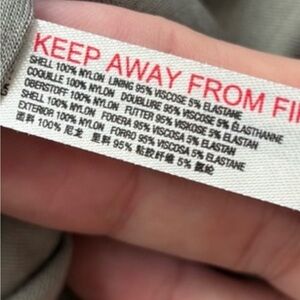 KEEP AWAY FROM FI
SHELL 100% NYLON LINING 95% VISCOSE 5% ELASTANE
COQUILLE 100% NYLON DOUBLURE 95% VISCOSE 5% ÉLASTHANNE
OBERSTOFF 100% NYLON FUTTER 95% VISKOSE 5% ELASTAN
SHELL 100% NYLON FODERA 95% VISCOSA 5% ELASTAN
EXTERIOR 100% NYLON FORRO 95% VISCOSA 5% ELASTANE
面料 100% 尼龙 里料 95% 粘胶纤维 5% 氨纶